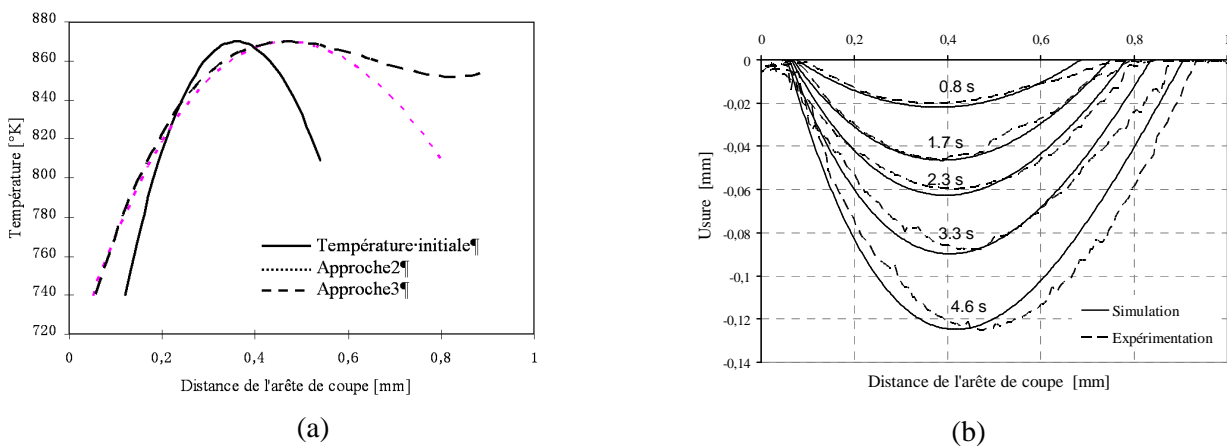 880
860
840
820
800
780
760
740
720
Température [°K]
Température·initiale¶
Approche2¶
Approche3¶
0 0,2 0,4 0,6 0,8 1
Distance de l'arête de coupe [mm]
(a)
0 0,2 0,4 0,6 0,8 1
0
-0,02
-0,04
-0,06
-0,08
-0,1
-0,12
-0,14
Usure [mm]
0.8 s
1.7 s
2.3 s
3.3 s
4.6 s
Simulation
Expérimentation
Distance de l'arête de coupe [mm]
(b)